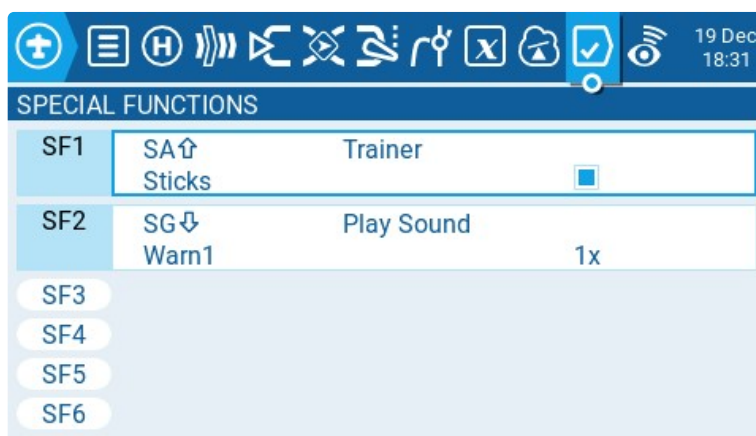 19 Dec
18:31
SPECIAL FUNCTIONS
SF1 SA⇧ Trainer
Sticks
SF2 SG⇩ Play Sound
Warn1 1x
SF3
SF4
SF5
SF6